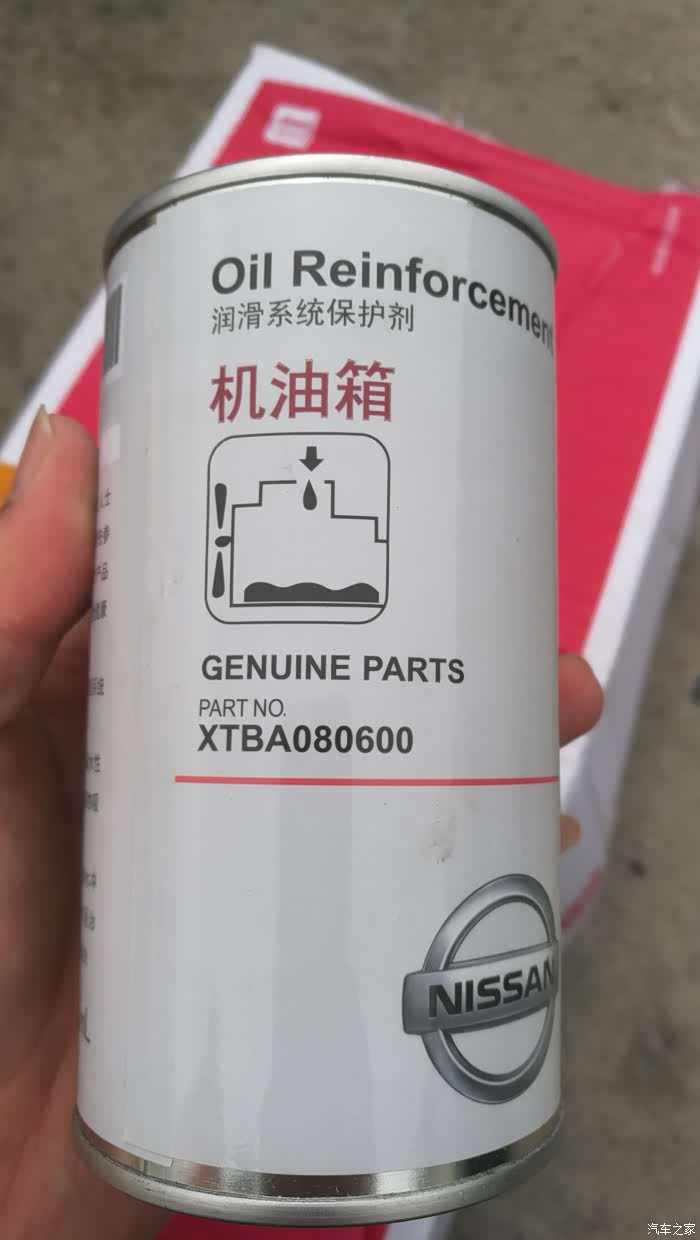 Oil Reinforcement
润滑系统保护剂
机油箱
GENUINE PARTS
PART NO.
XTBA080600
NISSAN
汽车之家